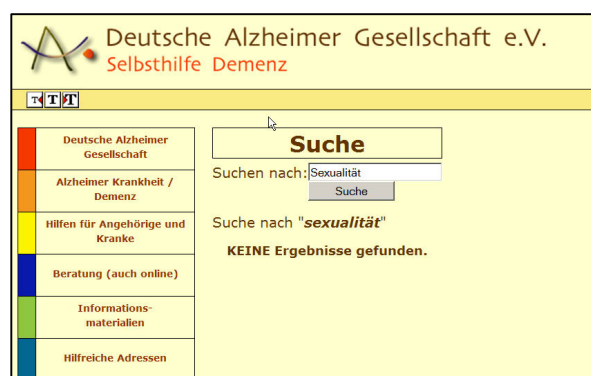 Deutsche Alzheimer Gesellschaft e.V.
Selbsthilfe Demenz
T T T
Deutsche Alzheimer
Gesellschaft
Alzheimer Krankheit /
Demenz
Hilfen für Angehörige und
Kranke
Beratung (auch online)
Informations-
materialien
Hilfreiche Adressen
Suche
Suchen nach: Sexualität
Suche
Suche nach "sexualität"
KEINE Ergebnisse gefunden.